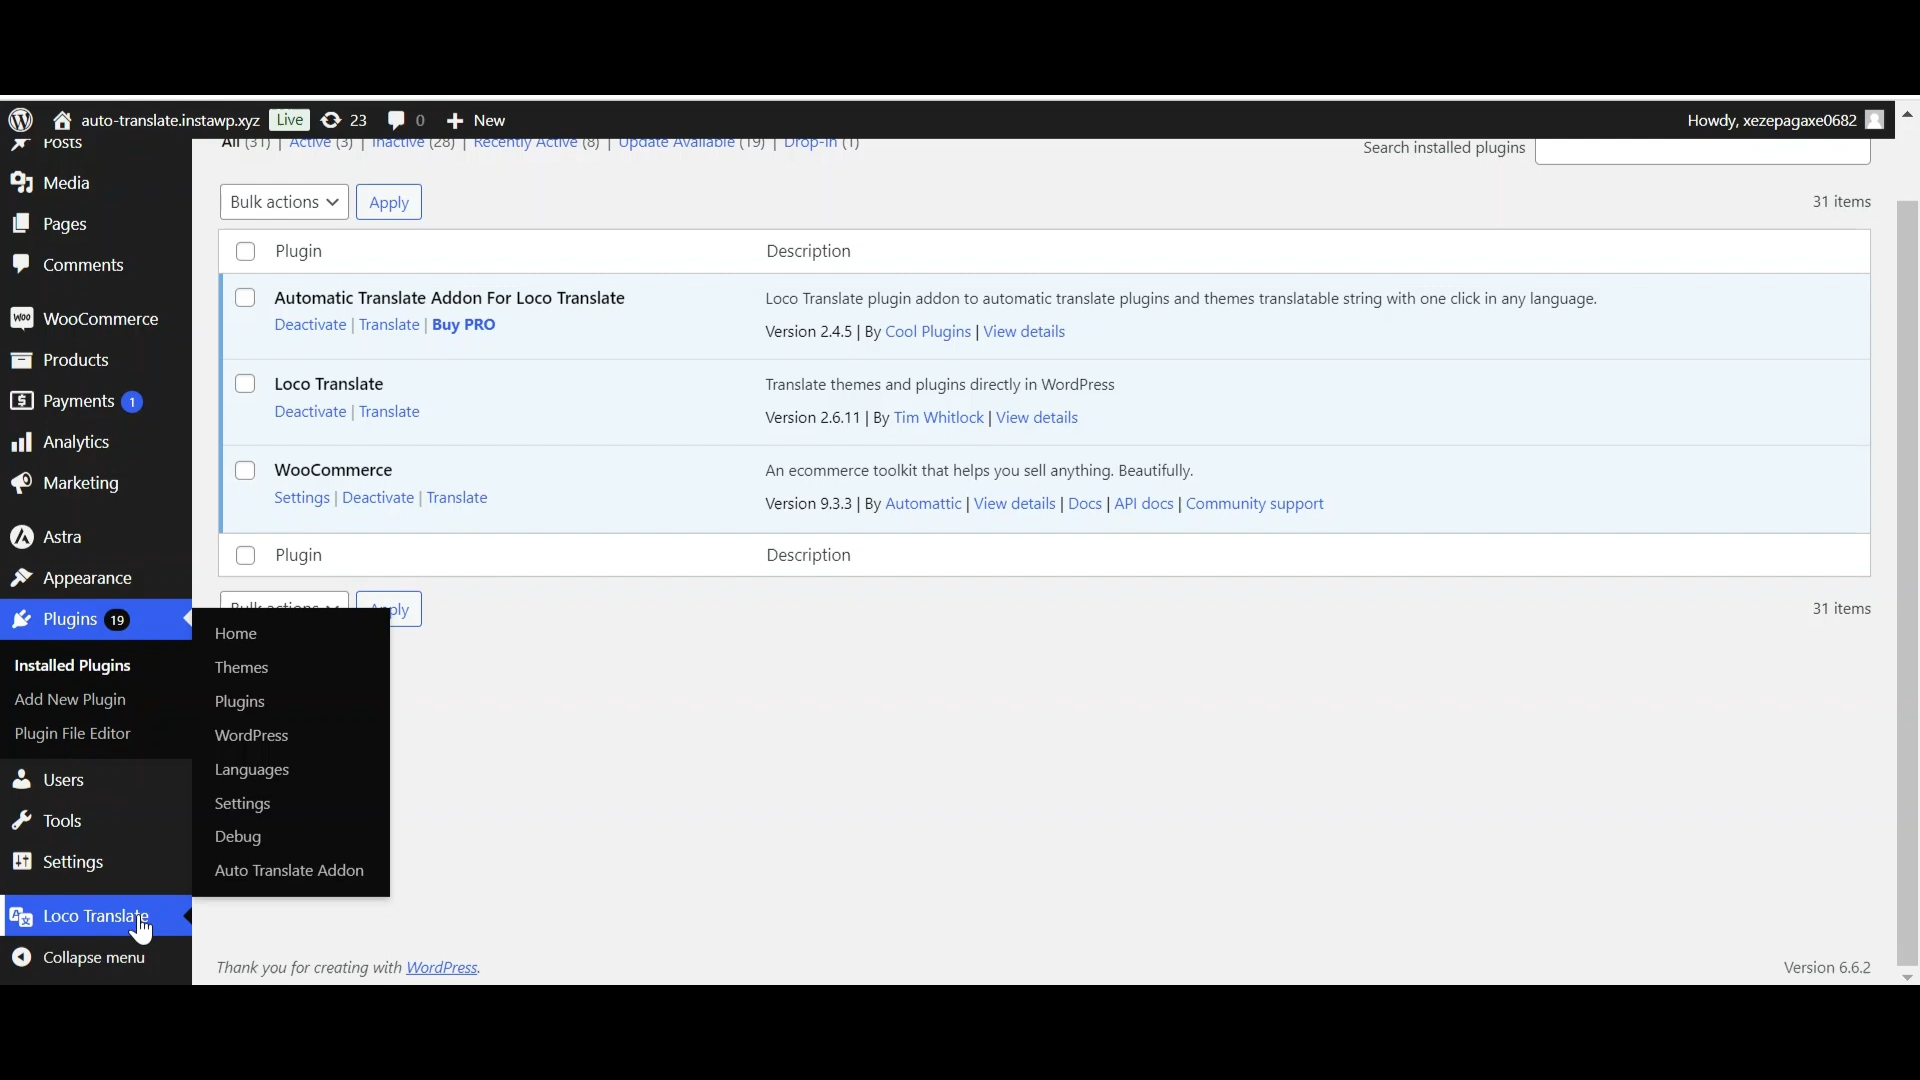 auto-translate.instawp.xyz Live 23 0 New Howdy, xezepagaxe0682
Posts
Media
Pages
Comments
WooCommerce
Products
Payments 1
Analytics
Marketing
Astra
Appearance
Plugins 19
Installed Plugins
Add New Plugin
Plugin File Editor
Users
Tools
Settings
Loco Translate
Collapse menu
Home
Themes
Plugins
WordPress
Languages
Settings
Debug
Auto Translate Addon
All (31) | Active (3) | Inactive (28) | Recently Active (8) | Update Available (19) | Drop-in (1)
Search installed plugins
Bulk actions Apply 31 items
Plugin Description
Automatic Translate Addon For Loco Translate
Deactivate | Translate | Buy PRO
Loco Translate plugin addon to automatic translate plugins and themes translatable string with one click in any language.
Version 2.4.5 | By Cool Plugins | View details
Loco Translate
Deactivate | Translate
Translate themes and plugins directly in WordPress
Version 2.6.11 | By Tim Whitlock | View details
WooCommerce
Settings | Deactivate | Translate
An ecommerce toolkit that helps you sell anything. Beautifully.
Version 9.3.3 | By Automattic | View details | Docs | API docs | Community support
Plugin Description
Bulk actions Apply 31 items
Thank you for creating with WordPress. Version 6.6.2